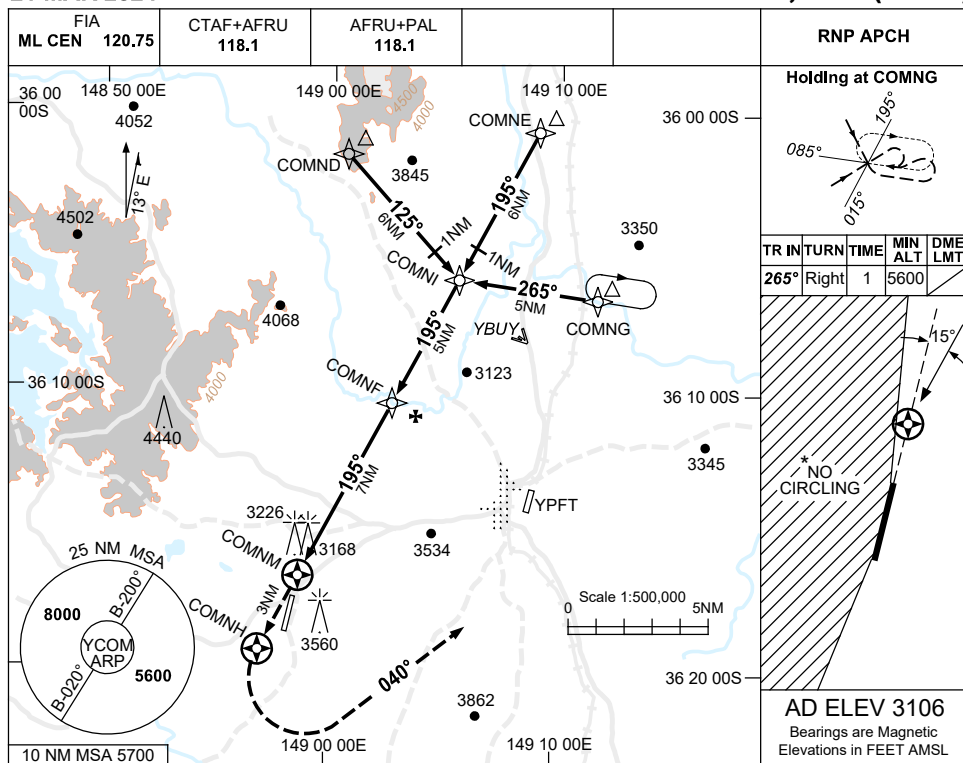 FIA
ML CEN 120.75
CTAF+AFRU
118.1
AFRU+PAL
118.1
RNP APCH
36 00
00S
148 50 00E
149 00 00E
149 10 00E
36 00 00S
4052
4500
4000
COMND
3845
COMNE
13° E
4502
125°
6NM
195°
6NM
1NM
1NM
3350
COMNI
265°
5NM
COMNG
4068
4000
195°
5NM
YBUY
36 10 00S
COMNF
3123
36 10 00S
4440
3345
195°
7NM
3226
3168
YPFT
3534
COMNM
25 NM MSA
8000
B-200°
YCOM
ARP
B-020°
5600
3NM
COMNH
3560
Scale 1:500,000
0
5NM
040°
36 20 00S
3862
10 NM MSA 5700
149 00 00E
149 10 00E
Holding at COMNG
195°
085°
015°
TR IN TURN TIME MIN ALT DME LMT
265° Right 1 5600
15°
*NO
CIRCLING
AD ELEV 3106
Bearings are Magnetic
Elevations in FEET AMSL